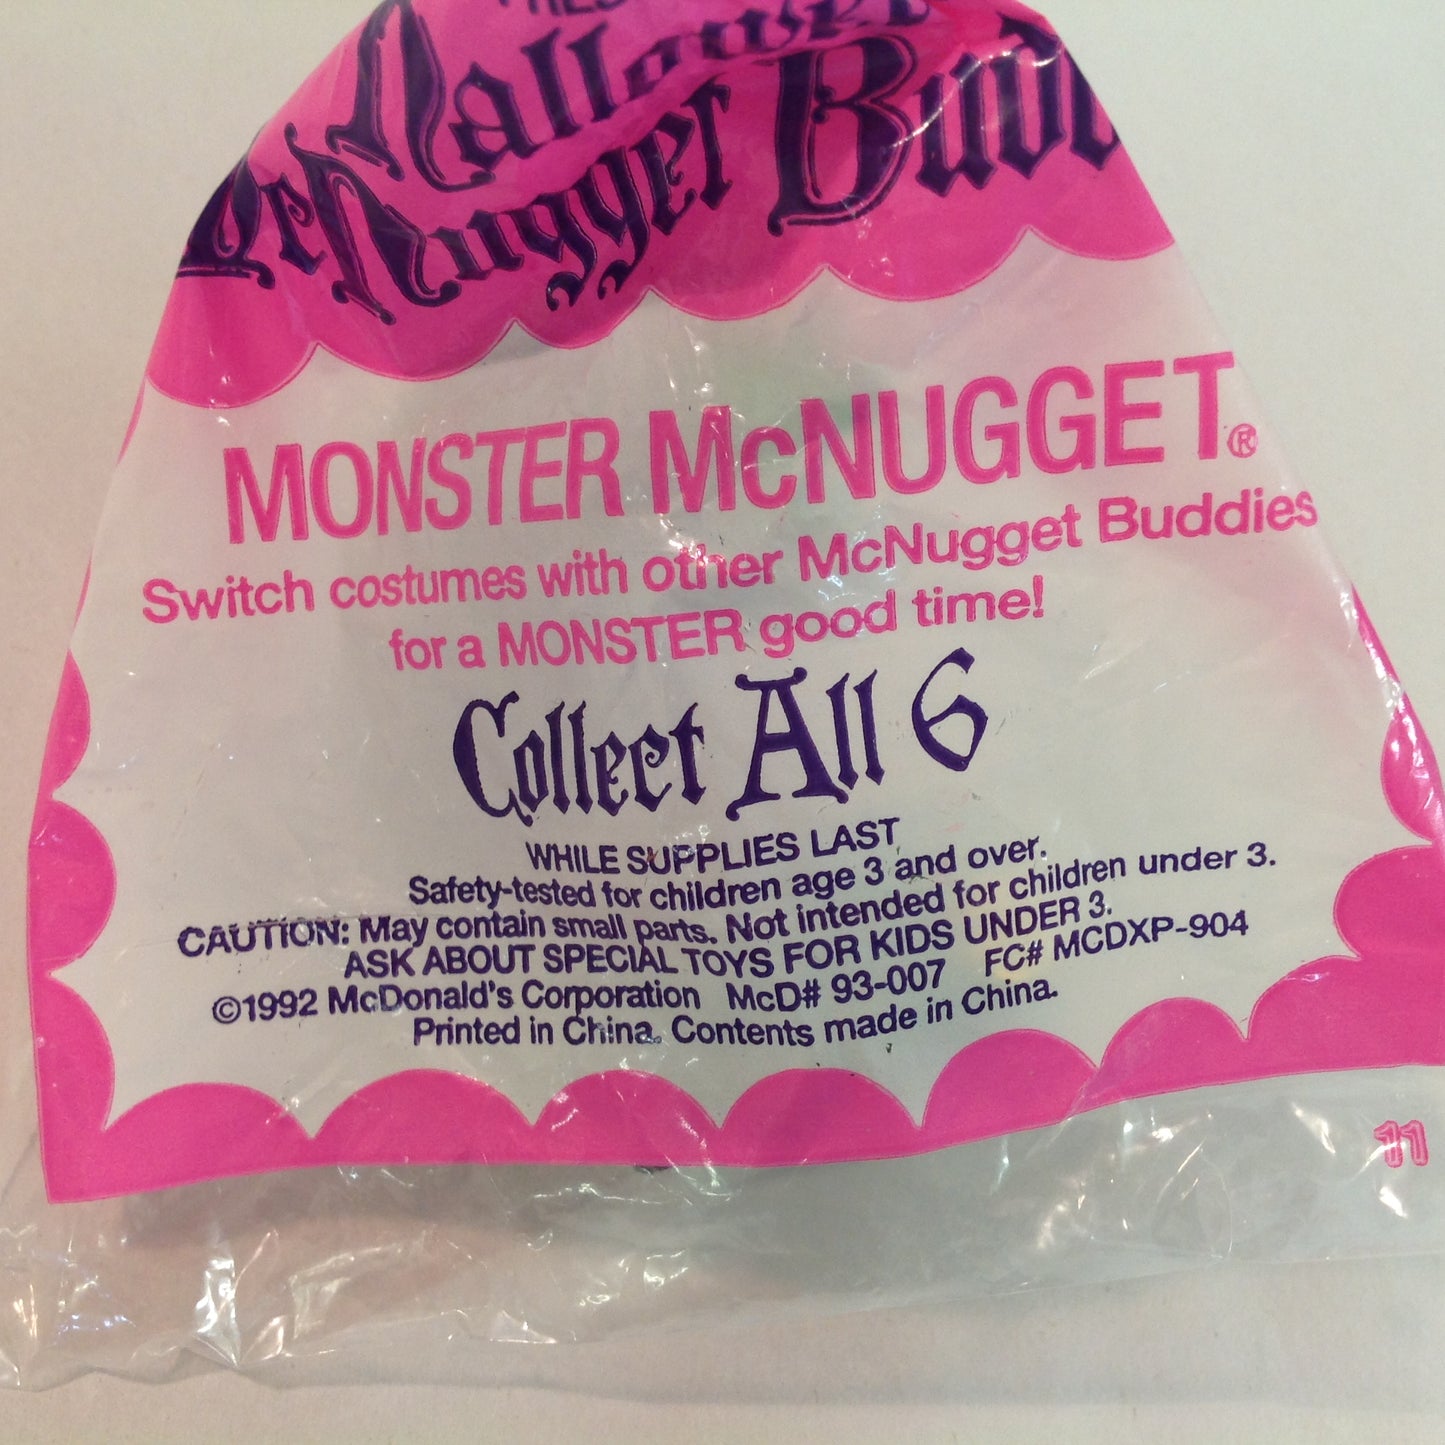 McNugget
MONSTER McNUGGET®
Switch costumes with other McNugget Buddies
for a MONSTER good time!
Collect All 6
WHILE SUPPLIES LAST
Safety-tested for children age 3 and over.
CAUTION: May contain small parts. Not intended for children under 3.
ASK ABOUT SPECIAL TOYS FOR KIDS UNDER 3.
©1992 McDonald's Corporation McD# 93-007 FC# MCDXP-904
Printed in China. Contents made in China.
11